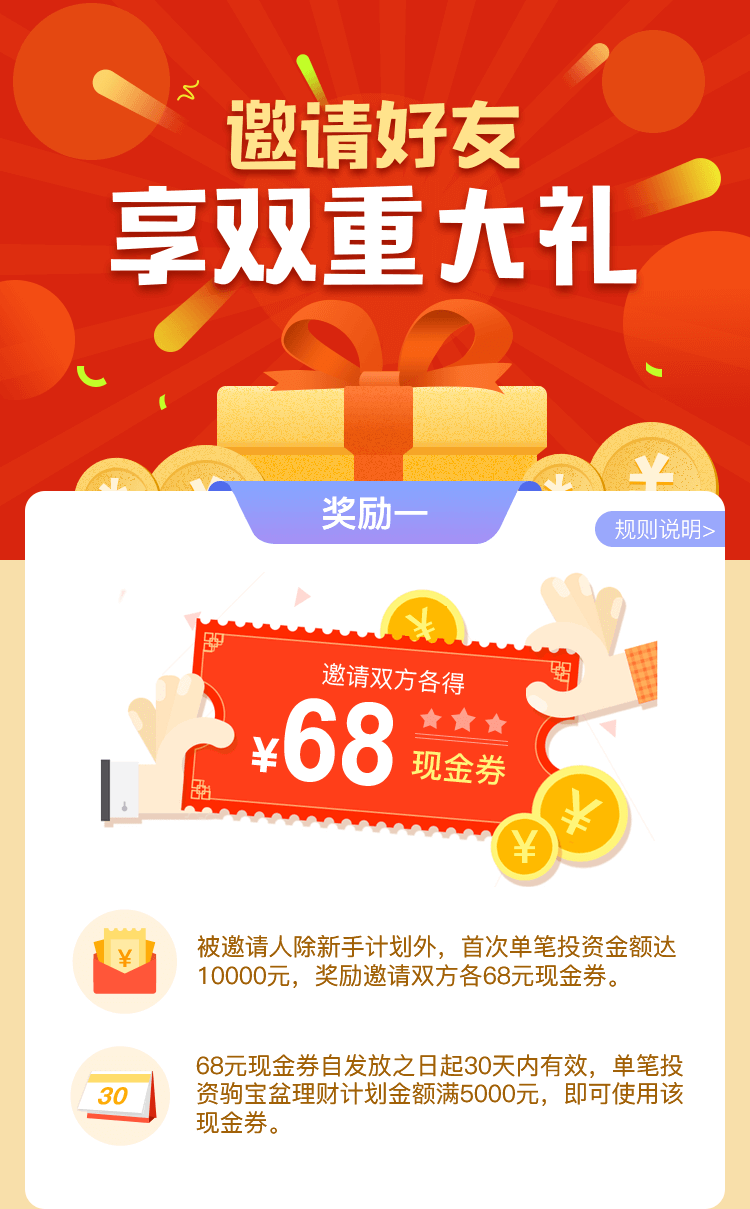 邀请好友
享双重大礼
奖励一
规则说明>
邀请双方各得
¥68
现金券
被邀请人除新手计划外，首次单笔投资金额达
10000元，奖励邀请双方各68元现金券。
30
68元现金券自发放之日起30天内有效，单笔投
资驹宝盆理财计划金额满5000元，即可使用该
现金券。